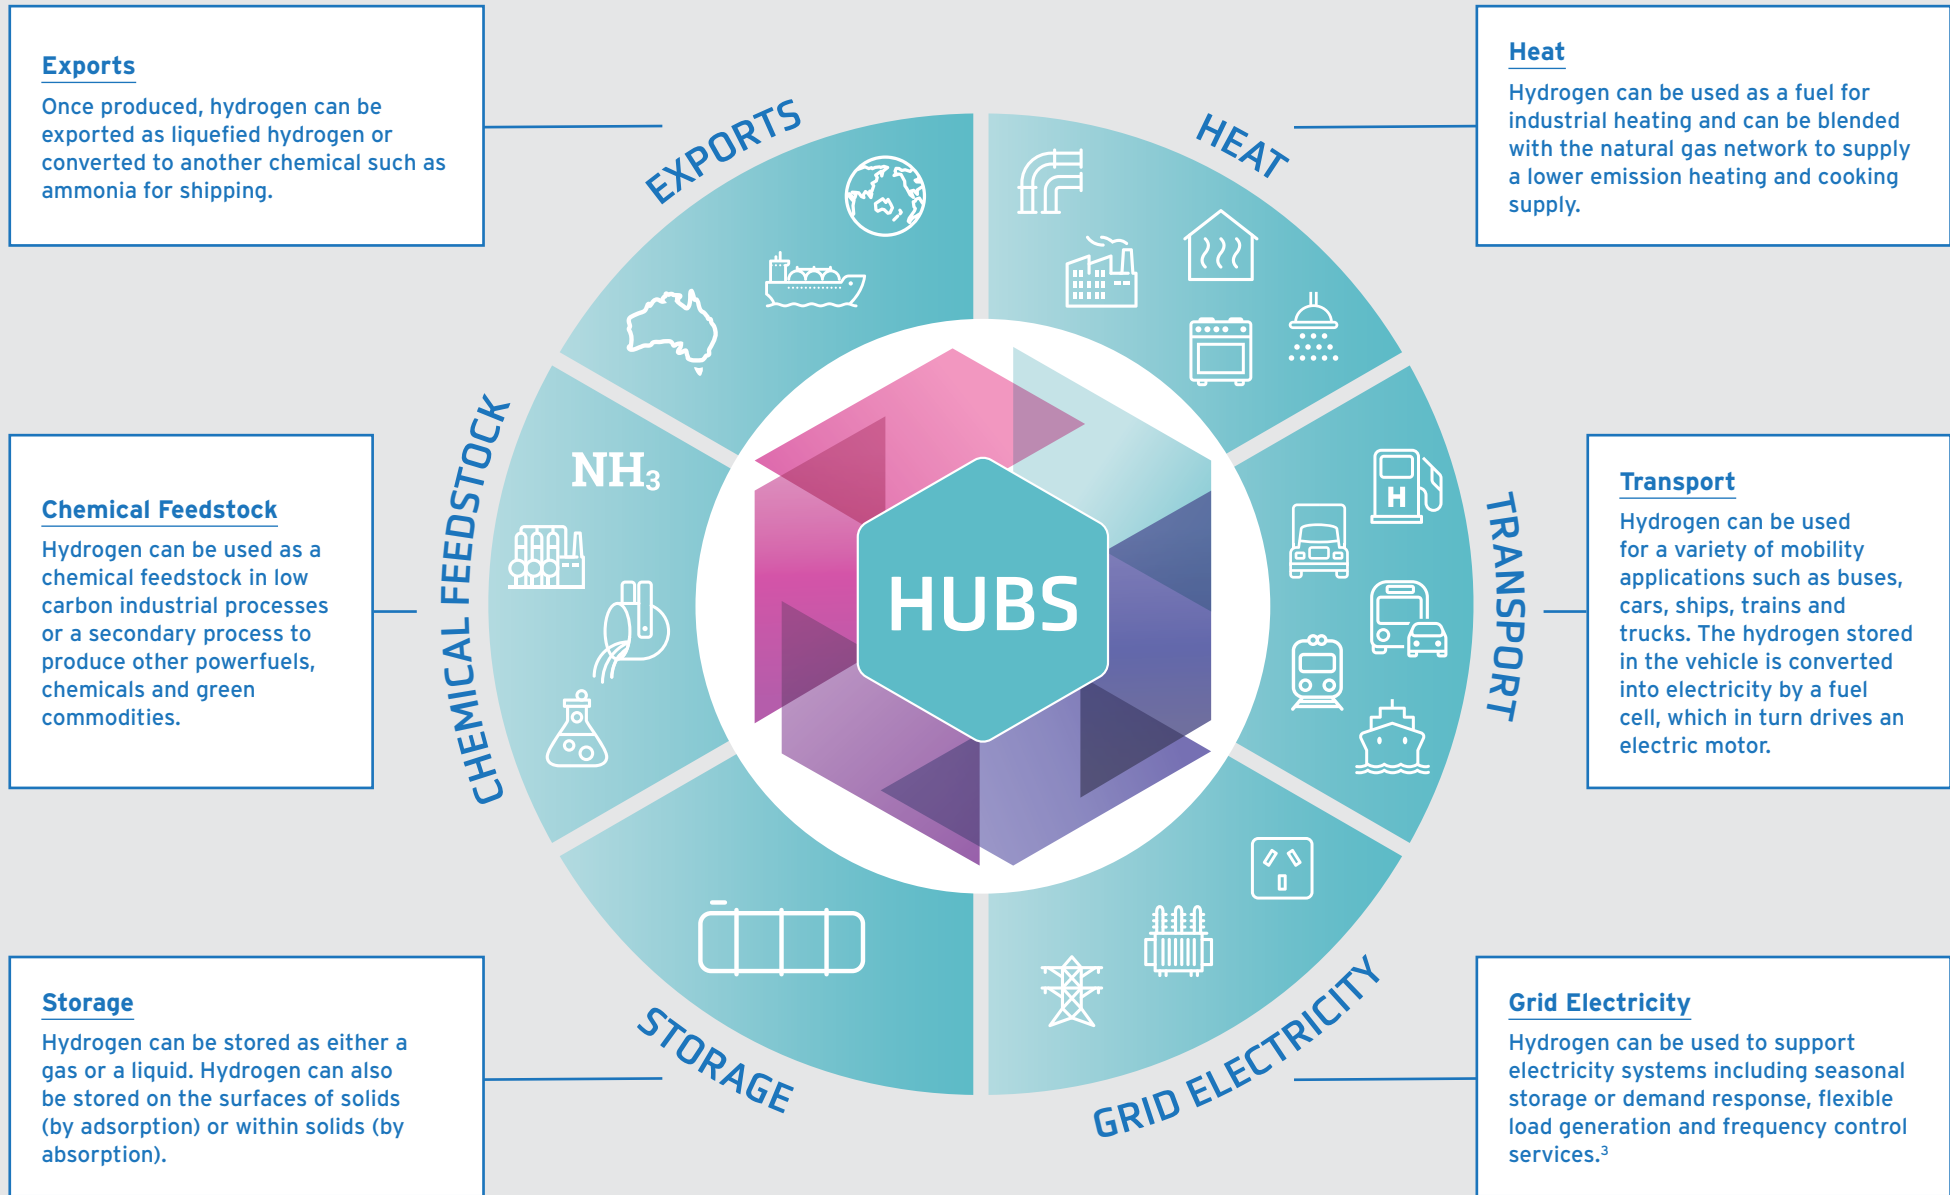 Exports
Once produced, hydrogen can be
exported as liquefied hydrogen or
converted to another chemical such as
ammonia for shipping.
Heat
Hydrogen can be used as a fuel for
industrial heating and can be blended
with the natural gas network to supply
a lower emission heating and cooking
supply.
EXPORTS
HEAT
Chemical Feedstock
Hydrogen can be used as a
chemical feedstock in low
carbon industrial processes
or a secondary process to
produce other powerfuels,
chemicals and green
commodities.
CHEMICAL FEEDSTOCK
NH₃
HUBS
H
TRANSPORT
Transport
Hydrogen can be used
for a variety of mobility
applications such as buses,
cars, ships, trains and
trucks. The hydrogen stored
in the vehicle is converted
into electricity by a fuel
cell, which in turn drives an
electric motor.
Storage
Hydrogen can be stored as either a
gas or a liquid. Hydrogen can also
be stored on the surfaces of solids
(by adsorption) or within solids (by
absorption).
STORAGE
GRID ELECTRICITY
Grid Electricity
Hydrogen can be used to support
electricity systems including seasonal
storage or demand response, flexible
load generation and frequency control
services.³